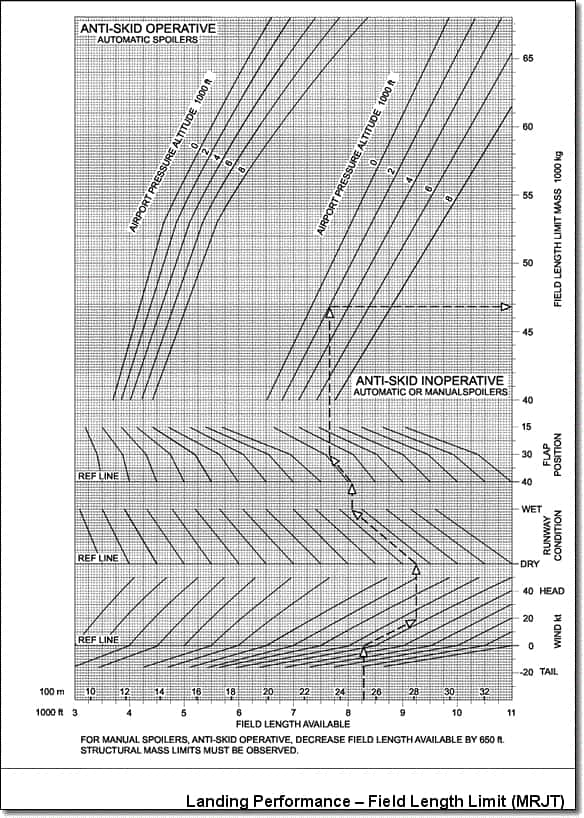 ANTI-SKID OPERATIVE
AUTOMATIC SPOILERS
AIRPORT PRESSURE ALTITUDE 1000 ft
0
2
4
6
8
AIRPORT PRESSURE ALTITUDE 1000 ft
0
2
4
6
8
65
60
55
50
45
40
FIELD LENGTH LIMIT MASS 1000 kg
ANTI-SKID INOPERATIVE
AUTOMATIC OR MANUALSPOILERS
15
30
40
FLAP
POSITION
REF LINE
WET
DRY
RUNWAY
CONDITION
REF LINE
40 HEAD
20
0
-20 TAIL
WIND kt
REF LINE
100 m 10 12 14 16 18 20 22 24 26 28 30 32
1000 ft 3 4 5 6 7 8 9 10 11
FIELD LENGTH AVAILABLE
FOR MANUAL SPOILERS, ANTI-SKID OPERATIVE, DECREASE FIELD LENGTH AVAILABLE BY 650 ft.
STRUCTURAL MASS LIMITS MUST BE OBSERVED.
Landing Performance – Field Length Limit (MRJT)